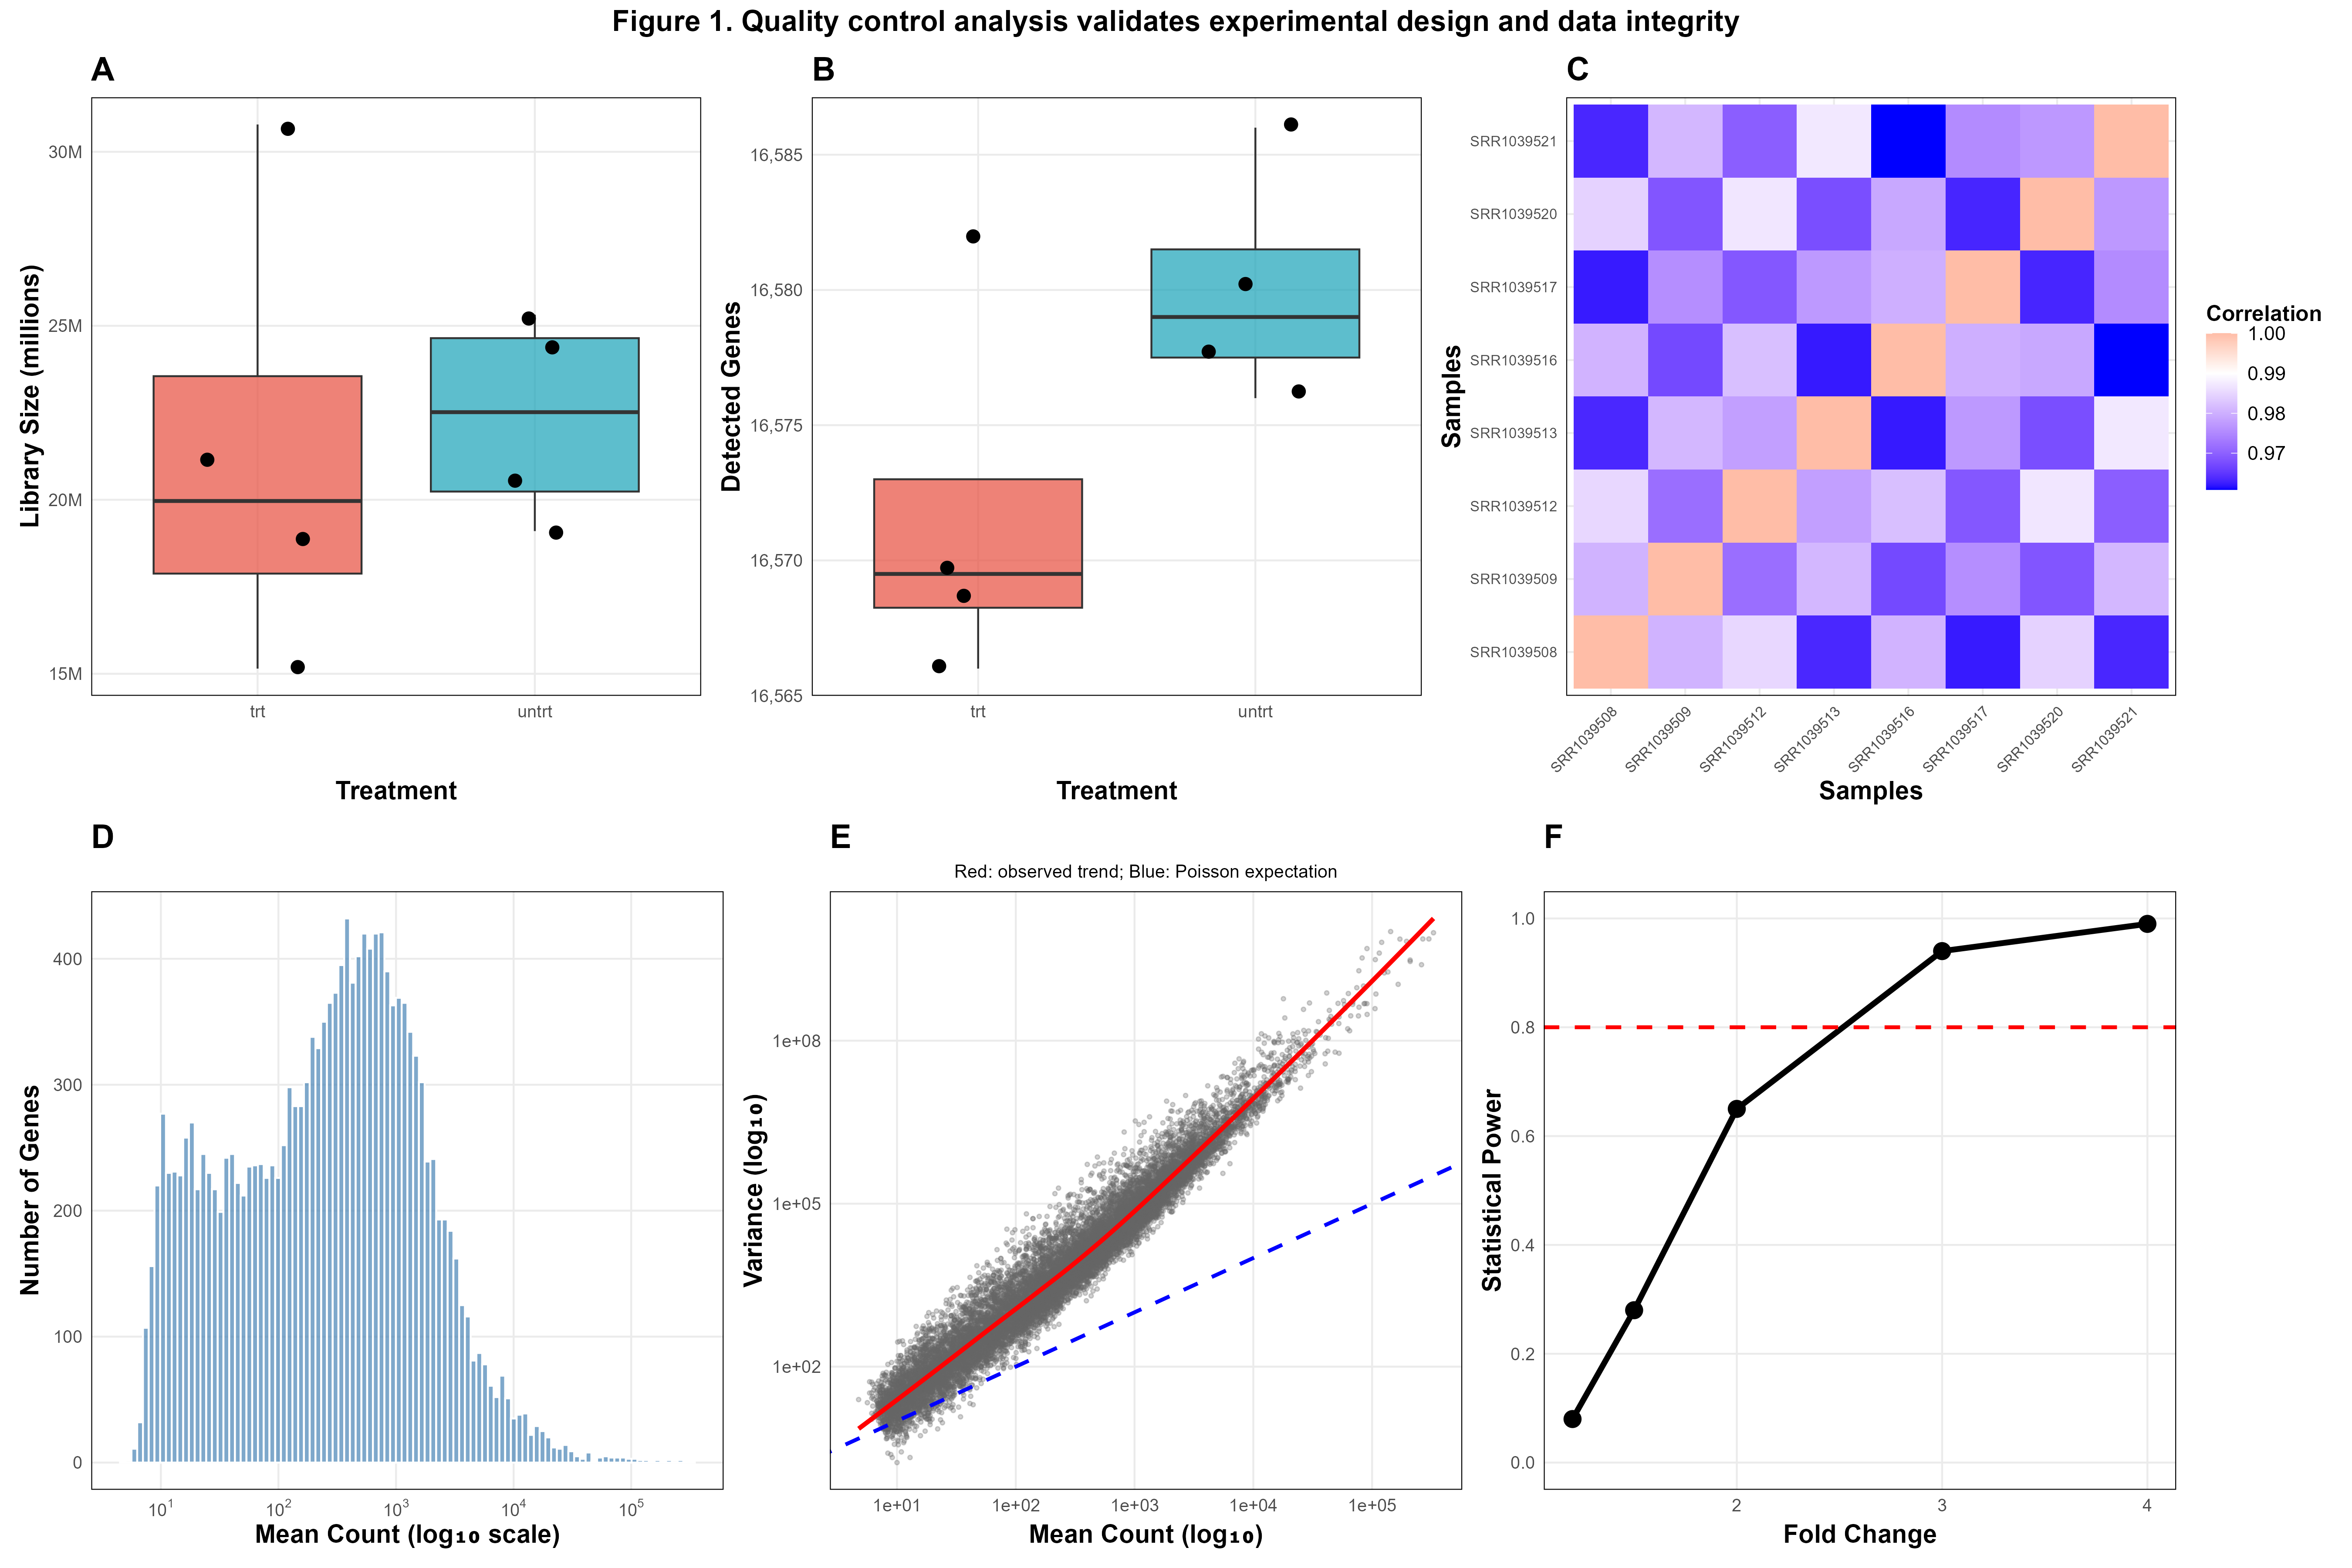 Figure 1. Quality control analysis validates experimental design and data integrity
A
Library Size (millions)
30M
25M
20M
15M
trt
untrt
Treatment
B
Detected Genes
16,585
16,580
16,575
16,570
16,565
trt
untrt
Treatment
C
Samples
SRR1039521
SRR1039520
SRR1039517
SRR1039516
SRR1039513
SRR1039512
SRR1039509
SRR1039508
SRR1039508
SRR1039509
SRR1039512
SRR1039513
SRR1039516
SRR1039517
SRR1039520
SRR1039521
Samples
Correlation
1.00
0.99
0.98
0.97
D
Number of Genes
400
300
200
100
0
10¹
10²
10³
10⁴
10⁵
Mean Count (log₁₀ scale)
E
Red: observed trend; Blue: Poisson expectation
Variance (log₁₀)
1e+08
1e+05
1e+02
1e+01
1e+02
1e+03
1e+04
1e+05
Mean Count (log₁₀)
F
Statistical Power
1.0
0.8
0.6
0.4
0.2
0.0
2
3
4
Fold Change